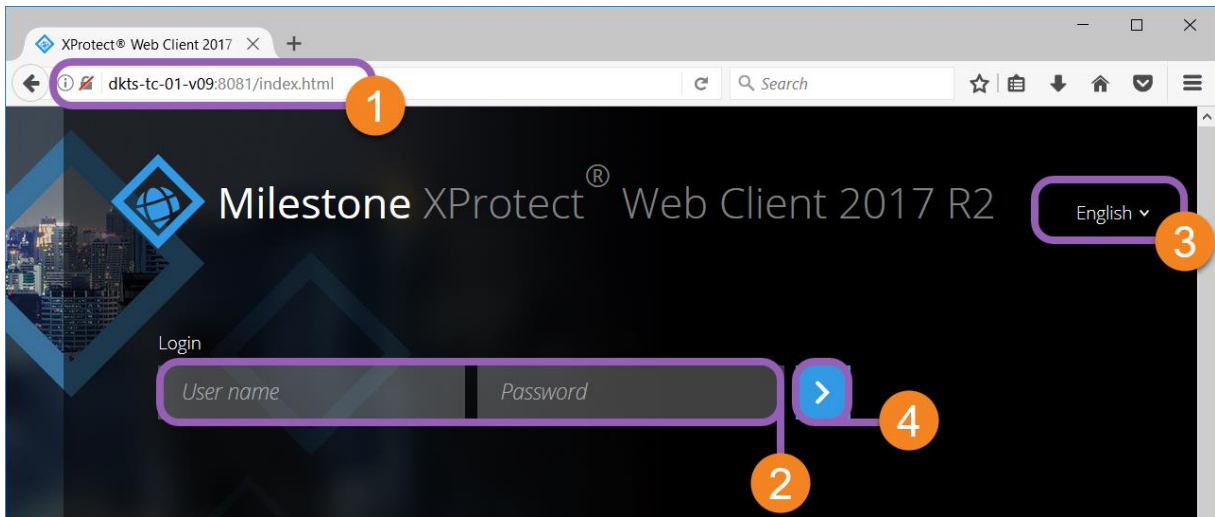 XProtect® Web Client 2017
dkts-tc-01-v09:8081/index.html
Search
1
Milestone XProtect® Web Client 2017 R2
English
3
Login
User name
Password
4
2